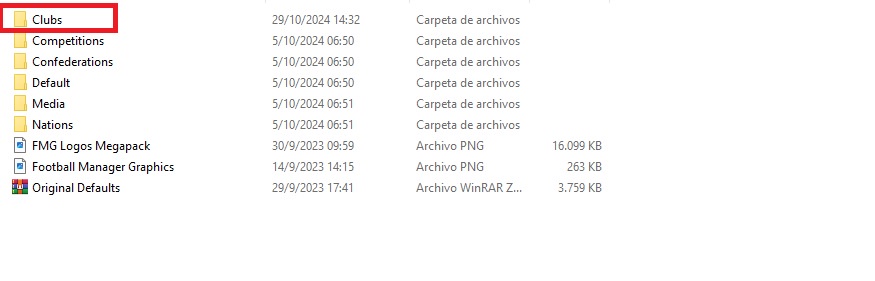 Clubs 29/10/2024 14:32 Carpeta de archivos
Competitions 5/10/2024 06:50 Carpeta de archivos
Confederations 5/10/2024 06:50 Carpeta de archivos
Default 5/10/2024 06:50 Carpeta de archivos
Media 5/10/2024 06:51 Carpeta de archivos
Nations 5/10/2024 06:51 Carpeta de archivos
FMG Logos Megapack 30/9/2023 09:59 Archivo PNG 16.099 KB
Football Manager Graphics 14/9/2023 14:15 Archivo PNG 263 KB
Original Defaults 29/9/2023 17:41 Archivo WinRAR Z... 3.759 KB